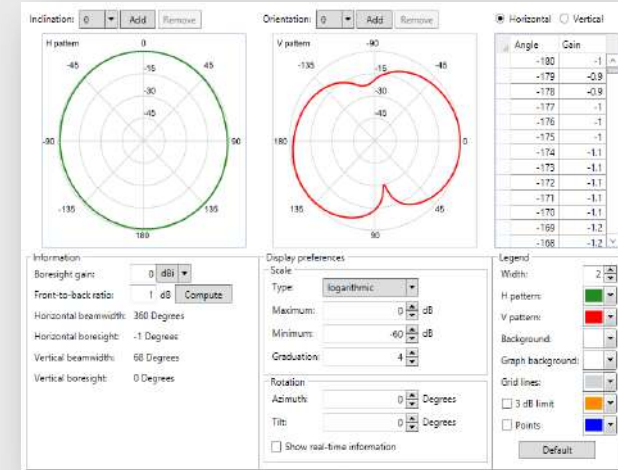 Inclination: 0 Add Remove
Orientation: 0 Add Remove
Horizontal Vertical
H pattern
0
-45
45
-15
-30
-45
-90
90
-135
135
180
V pattern
-90
-135
-45
-15
-30
-45
180
0
135
45
90
Angle Gain
-180 -1
-179 -0.9
-178 -0.9
-177 -1
-176 -1
-175 -1
-174 -1.1
-173 -1.1
-172 -1.1
-171 -1.1
-170 -1.1
-169 -1.2
-168 -1.2
Information
Boresight gain: 0 dBi
Front-to-back ratio: 1 dB Compute
Horizontal beamwidth: 360 Degrees
Horizontal boresight: -1 Degrees
Vertical beamwidth: 68 Degrees
Vertical boresight: 0 Degrees
Display preferences
Scale
Type: logarithmic
Maximum: 0 dB
Minimum: -60 dB
Graduation: 4
Rotation
Azimuth: 0 Degrees
Tilt: 0 Degrees
Show real-time information
Legend
Width: 2
H pattern:
V pattern:
Background:
Graph background:
Grid lines:
3 dB limit
Points
Default